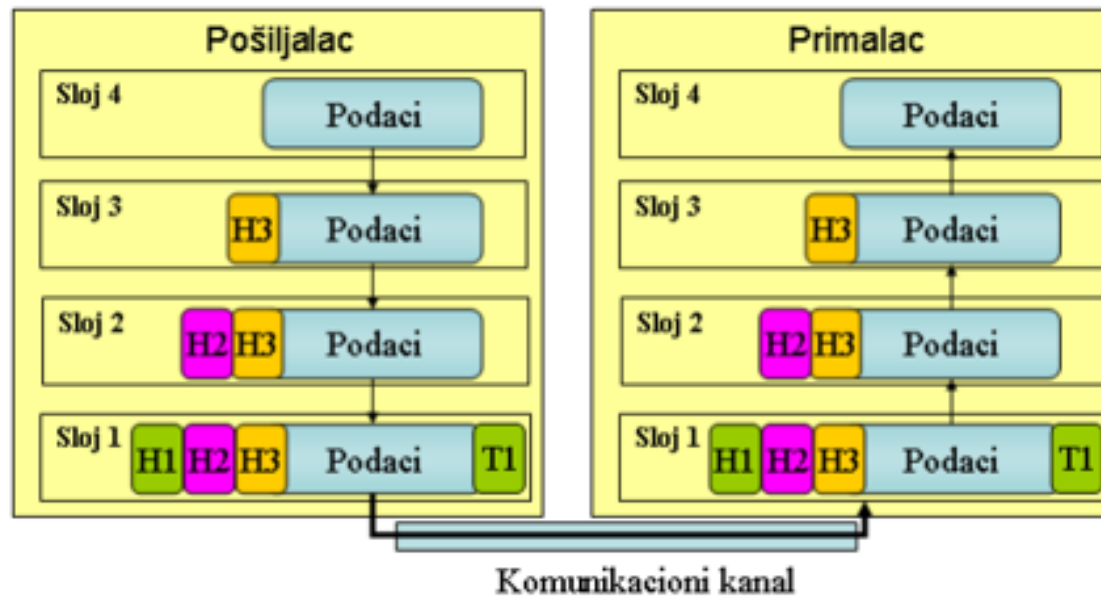 Pošiljalac
Sloj 4
Podaci
Sloj 3
H3 Podaci
Sloj 2
H2 H3 Podaci
Sloj 1
H1 H2 H3 Podaci T1
Primalac
Sloj 4
Podaci
Sloj 3
H3 Podaci
Sloj 2
H2 H3 Podaci
Sloj 1
H1 H2 H3 Podaci T1
Komunikacioni kanal